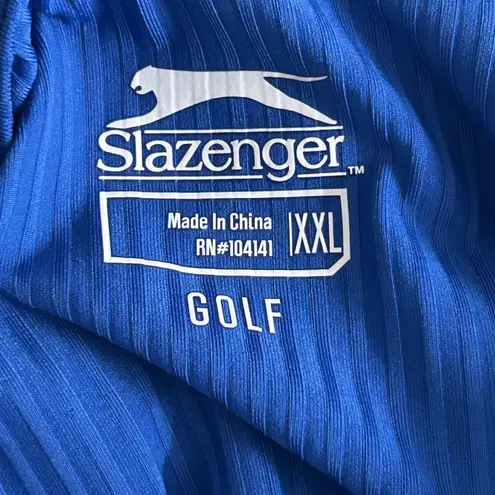 Slazenger™
Made In China
RN#104141
XXL
GOLF